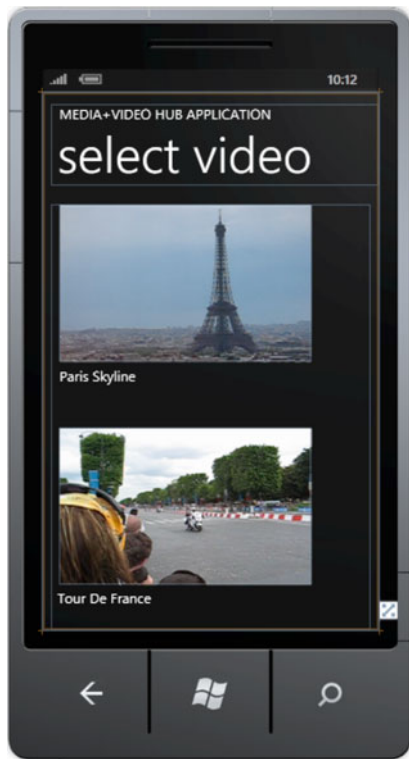 10:12
MEDIA+VIDEO HUB APPLICATION
select video
Paris Skyline
Tour De France